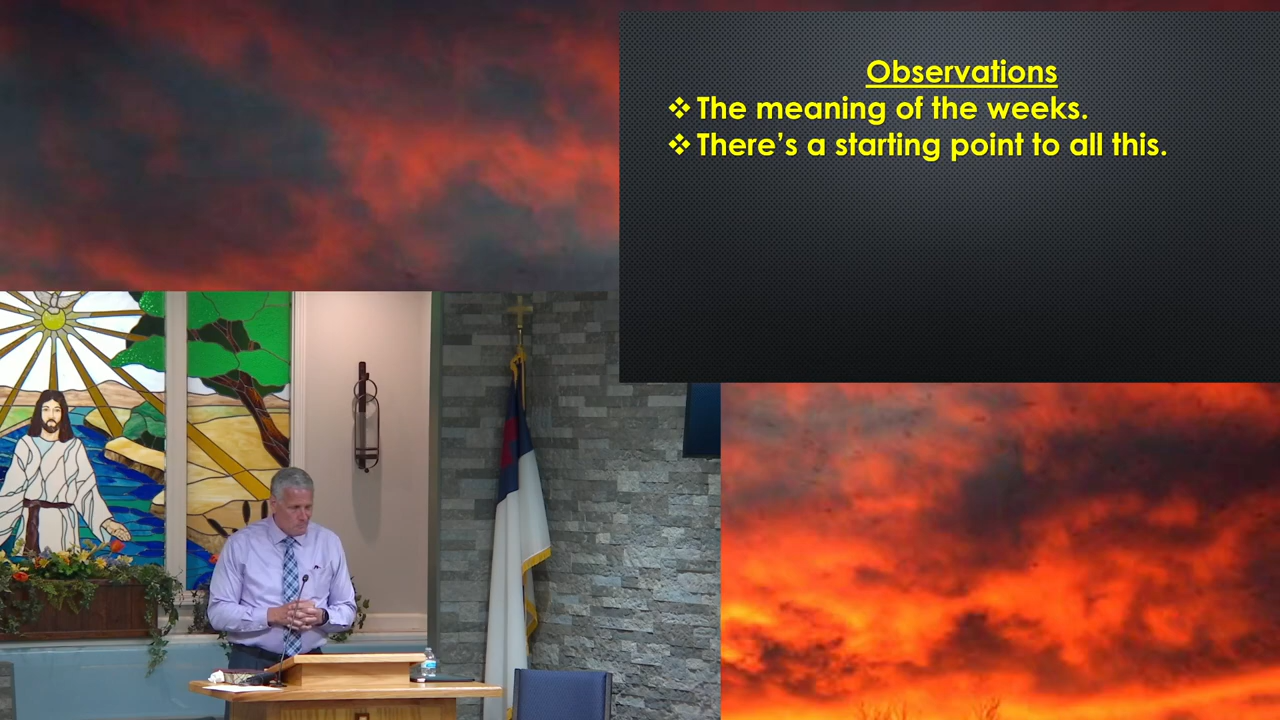 Observations
❖ The meaning of the weeks.
❖ There's a starting point to all this.